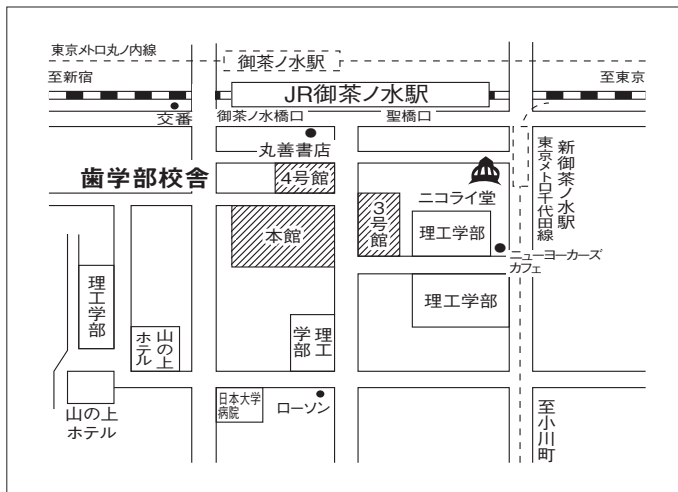 東京メトロ丸ノ内線
御茶ノ水駅
至新宿
JR御茶ノ水駅
至東京
交番
御茶ノ水橋口
聖橋口
丸善書店
歯学部校舎
4号館
ニコライ堂
新御茶ノ水駅
東京メトロ千代田線
本館
3号館
理工学部
ニューヨーカーズ
カフェ
理工学部
理工学部
山の上
ホテル
理工
学部
山の上
ホテル
日本大学
病院
ローソン
至小川町